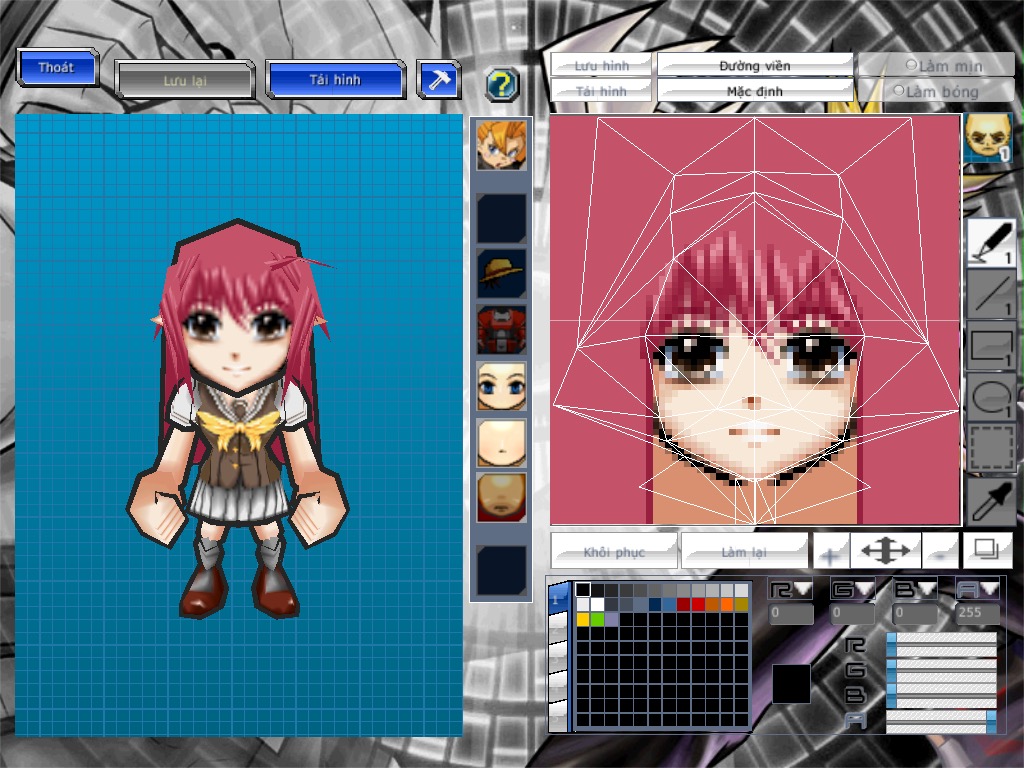 Thoát
Lưu lại
Tải hình
?
Lưu hình
Đường viền
Làm mịn
Tái hình
Mặc định
Làm bóng
1
1
1
1
1
Khôi phục
Làm lại
+
-
1
R
G
B
A
0
0
0
255
R
G
B
A